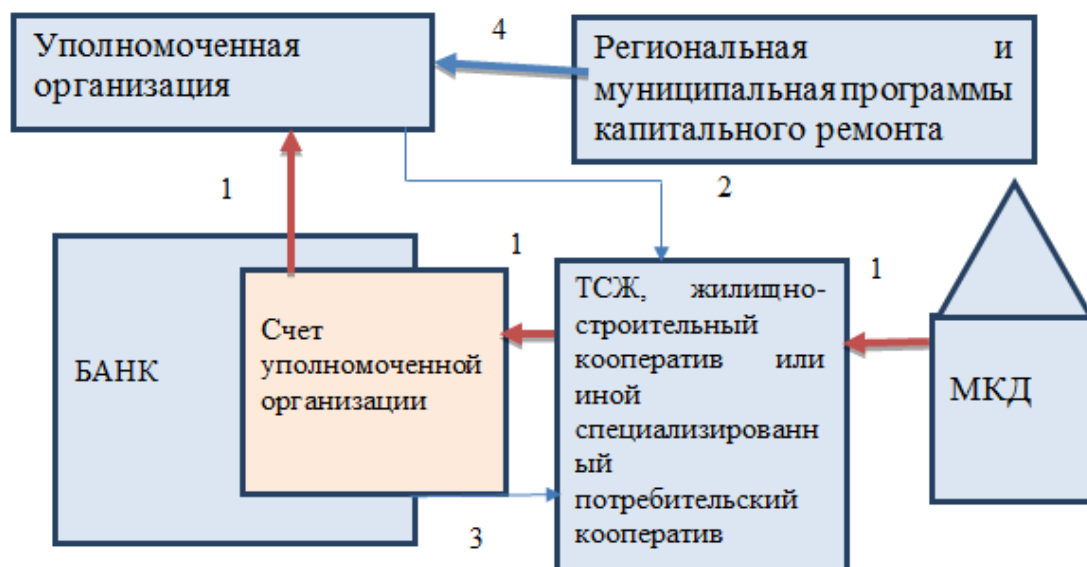 Уполномоченная
организация
4
Региональная и
муниципальная программы
капитального ремонта
1
2
БАНК
Счет
уполномоченной
организации
1
ТСЖ, жилищно-
строительный
кооператив или
иной
специализированн
ый
потребительский
кооператив
1
МКД
3